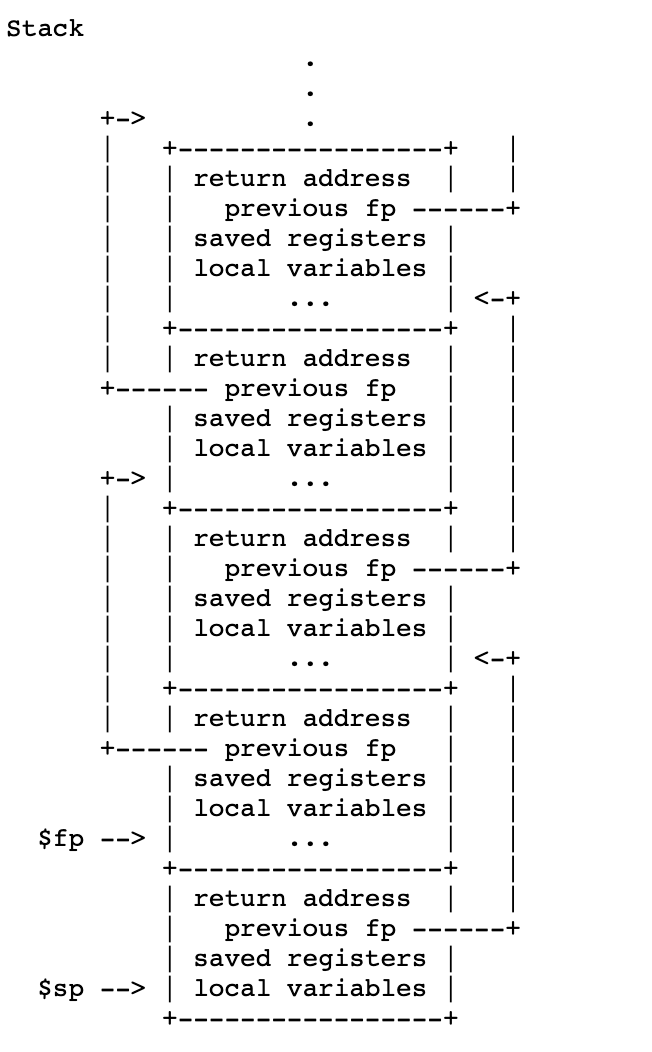 Stack
                   .
                   .
      +->          .
      |   +-----------------+   |
      |   | return address  |   |
      |   |   previous fp ------+
      |   | saved registers |
      |   | local variables |
      |   |       ...       | <-+
      |   +-----------------+   |
      |   | return address  |   |
      +------ previous fp   |   |
          | saved registers |   |
          | local variables |   |
      +-> |       ...       |   |
      |   +-----------------+   |
      |   | return address  |   |
      |   |   previous fp ------+
      |   | saved registers |
      |   | local variables |
      |   |       ...       | <-+
      |   +-----------------+   |
      |   | return address  |   |
      +------ previous fp   |   |
          | saved registers |   |
          | local variables |   |
  $fp --> |       ...       |   |
          +-----------------+   |
          | return address  |   |
          |   previous fp ------+
          | saved registers |
  $sp --> | local variables |
          +-----------------+